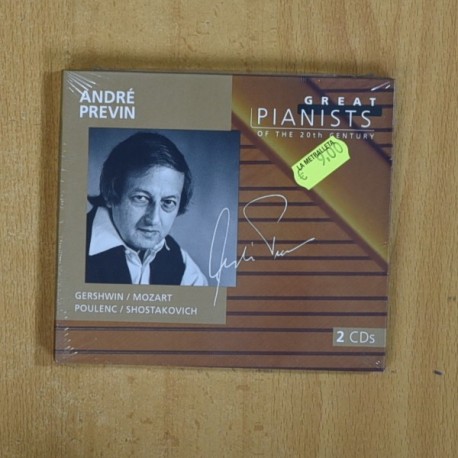 ANDRÉ
PREVIN
GREAT
PIANISTS
OF THE 20th CENTURY
LA METRALLETA
€ 9,00
GERSHWIN / MOZART
POULENC / SHOSTAKOVICH
2 CDs